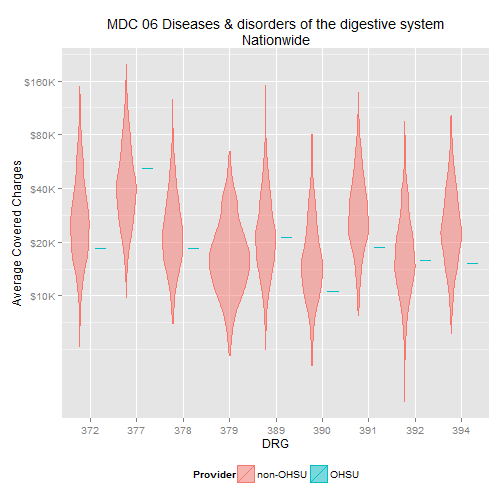 MDC 06 Diseases & disorders of the digestive system
Nationwide
$160K
$80K
$40K
$20K
$10K
Average Covered Charges
372 377 378 379 389 390 391 392 394
DRG
Provider non-OHSU OHSU